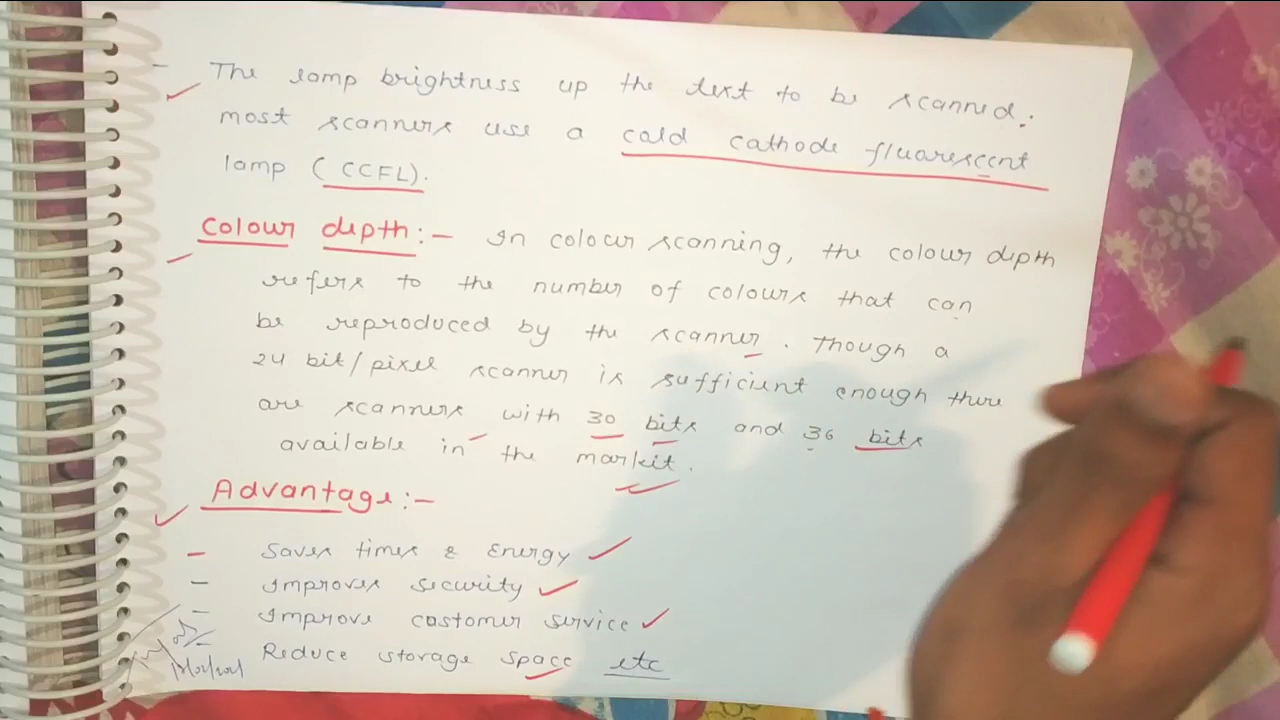 - The lamp brightness up the text to be scanned.
most scanners use a cold cathode fluorescent
lamp (CCFL).
Colour depth:- In colour scanning, the colour depth
refers to the number of colours that can
be reproduced by the scanner. Though a
24 bit/pixel scanner is sufficient enough there
are scanners with 30 bits and 36 bits
available in the market.
Advantage:-
- Saves times & Energy
- Improves security
- Improve costomer service
- Reduce storage space etc